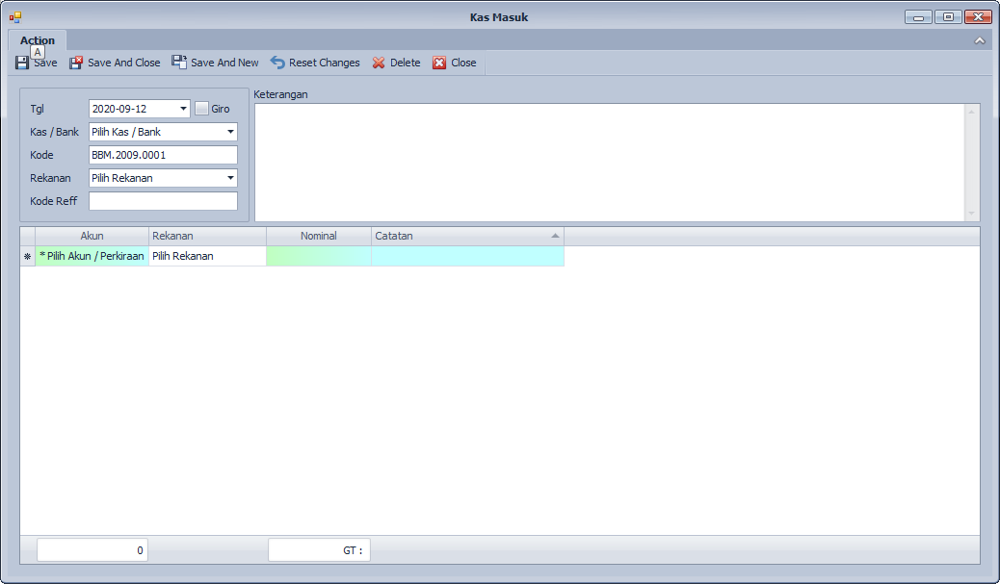 Kas Masuk
Action
A
Save Save And Close Save And New Reset Changes Delete Close
Keterangan
Tgl 2020-09-12 Giro
Kas / Bank Pilih Kas / Bank
Kode BBM.2009.0001
Rekanan Pilih Rekanan
Kode Reff
Akun Rekanan Nominal Catatan
* Pilih Akun / Perkiraan Pilih Rekanan
0 GT :